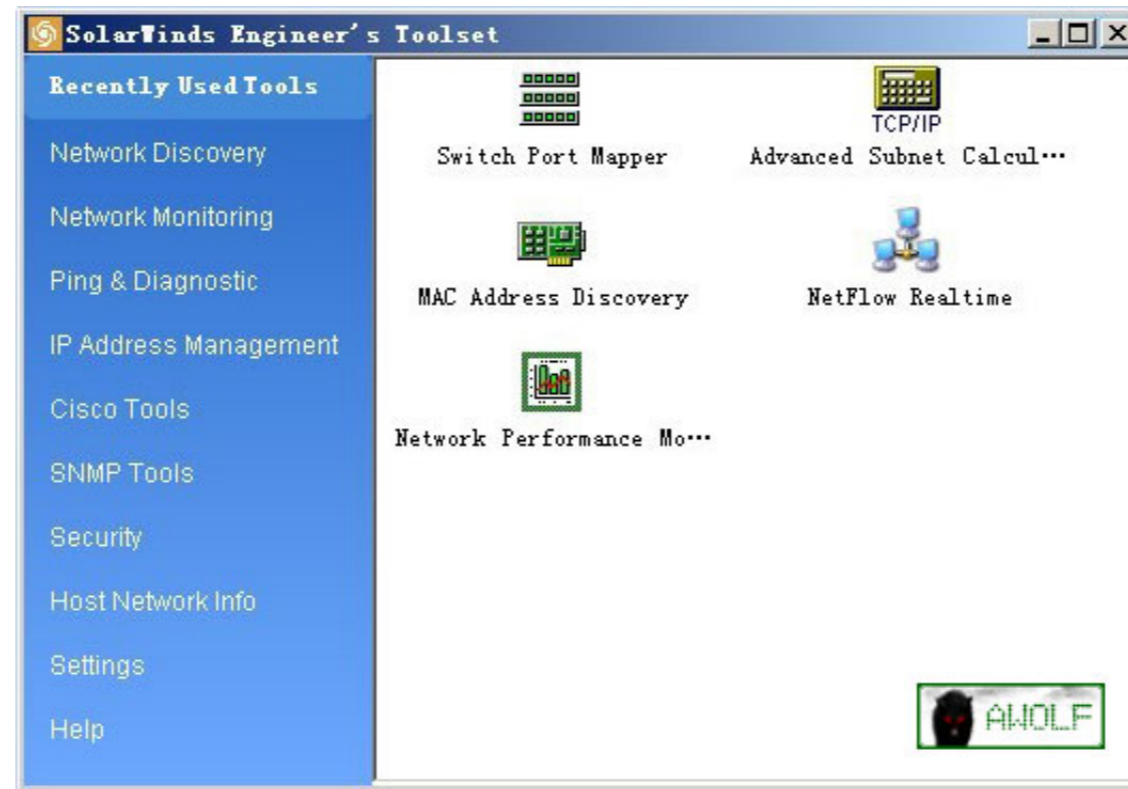 SolarWinds Engineer's Toolset
Recently Used Tools
Network Discovery
Network Monitoring
Ping & Diagnostic
IP Address Management
Cisco Tools
SNMP Tools
Security
Host Network Info
Settings
Help
Switch Port Mapper
TCP/IP
Advanced Subnet Calcul…
MAC Address Discovery
NetFlow Realtime
Network Performance Mo…
AWOLF